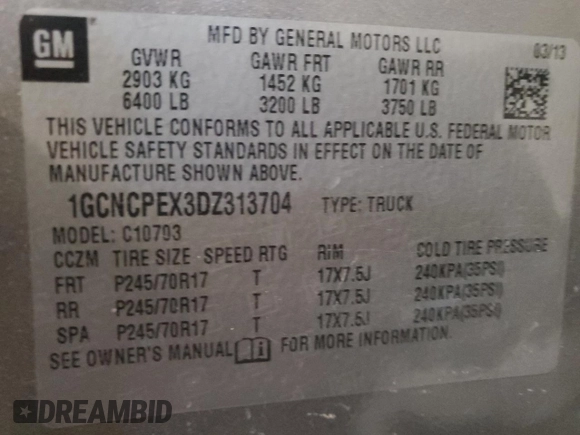 GM
MFD BY GENERAL MOTORS LLC 03/13
GVWR GAWR FRT GAWR RR
2903 KG 1452 KG 1701 KG
6400 LB 3200 LB 3750 LB
THIS VEHICLE CONFORMS TO ALL APPLICABLE U.S. FEDERAL MOTOR
VEHICLE SAFETY STANDARDS IN EFFECT ON THE DATE OF
MANUFACTURE SHOWN ABOVE.
1GCNCPEX3DZ313704 TYPE: TRUCK
MODEL: C10793
CCZM TIRE SIZE SPEED RTG RIM COLD TIRE PRESSURE
FRT P245/70R17 T 17X7.5J 240KPA(35PSI)
RR P245/70R17 T 17X7.5J 240KPA(35PSI)
SPA P245/70R17 T 17X7.5J 240KPA(35PSI)
SEE OWNER'S MANUAL FOR MORE INFORMATION.
DREAMBID